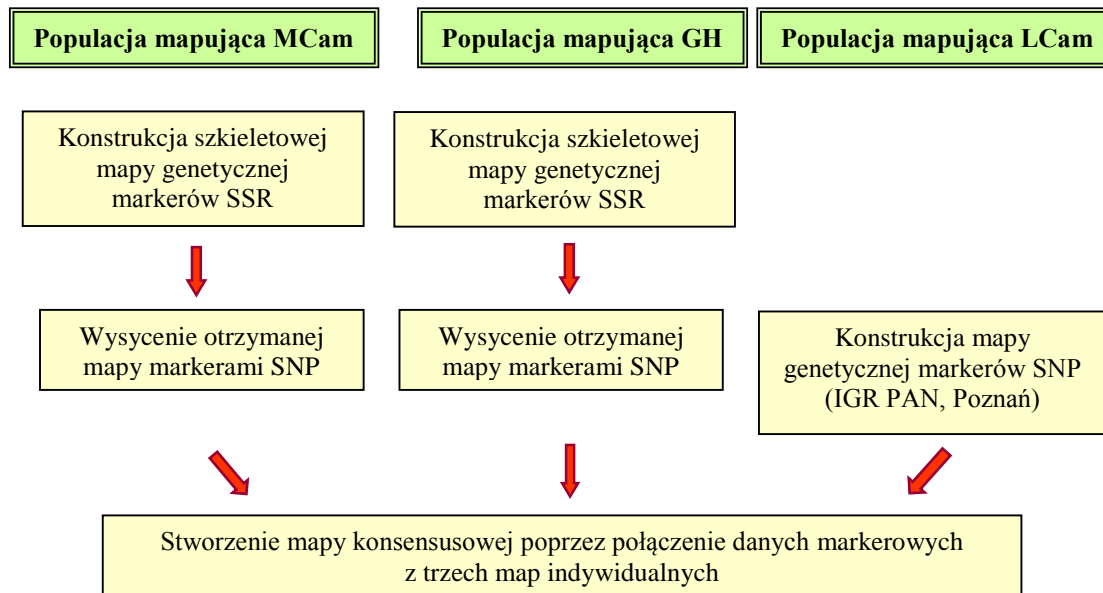 Populacja mapująca MCam
Populacja mapująca GH
Populacja mapująca LCam
Konstrukcja szkieletowej
mapy genetycznej
markerów SSR
Konstrukcja szkieletowej
mapy genetycznej
markerów SSR
Wysycenie otrzymanej
mapy markerami SNP
Wysycenie otrzymanej
mapy markerami SNP
Konstrukcja mapy
genetycznej markerów SNP
(IGR PAN, Poznań)
Stworzenie mapy konsensusowej poprzez połączenie danych markerowych
z trzech map indywidualnych